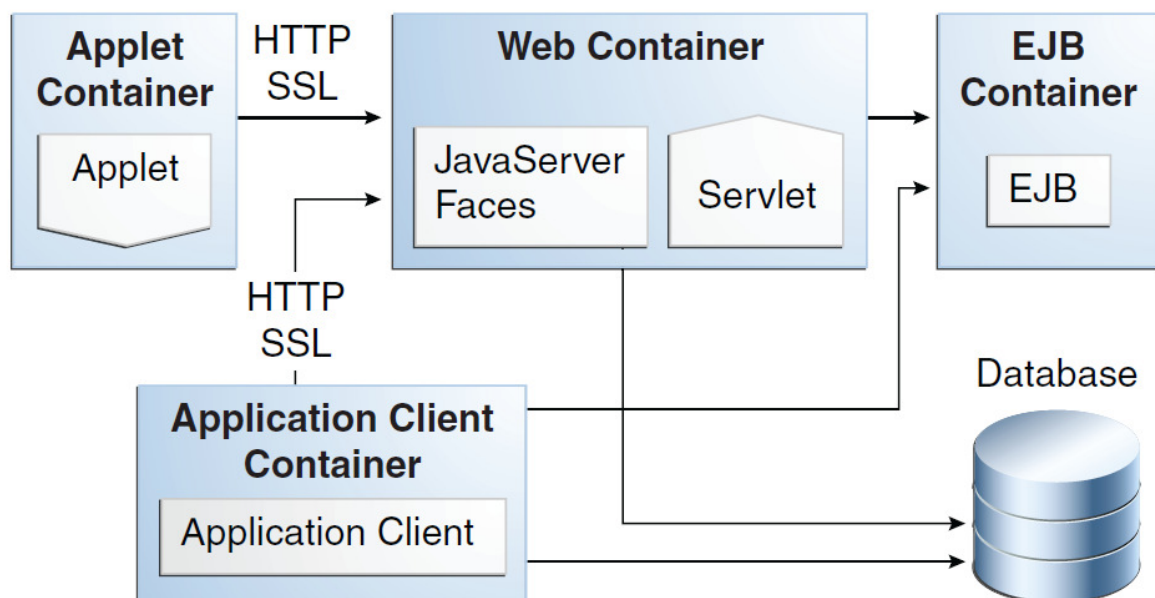 Applet
Container
Applet
HTTP
SSL
Web Container
JavaServer
Faces
Servlet
EJB
Container
EJB
HTTP
SSL
Application Client
Container
Application Client
Database